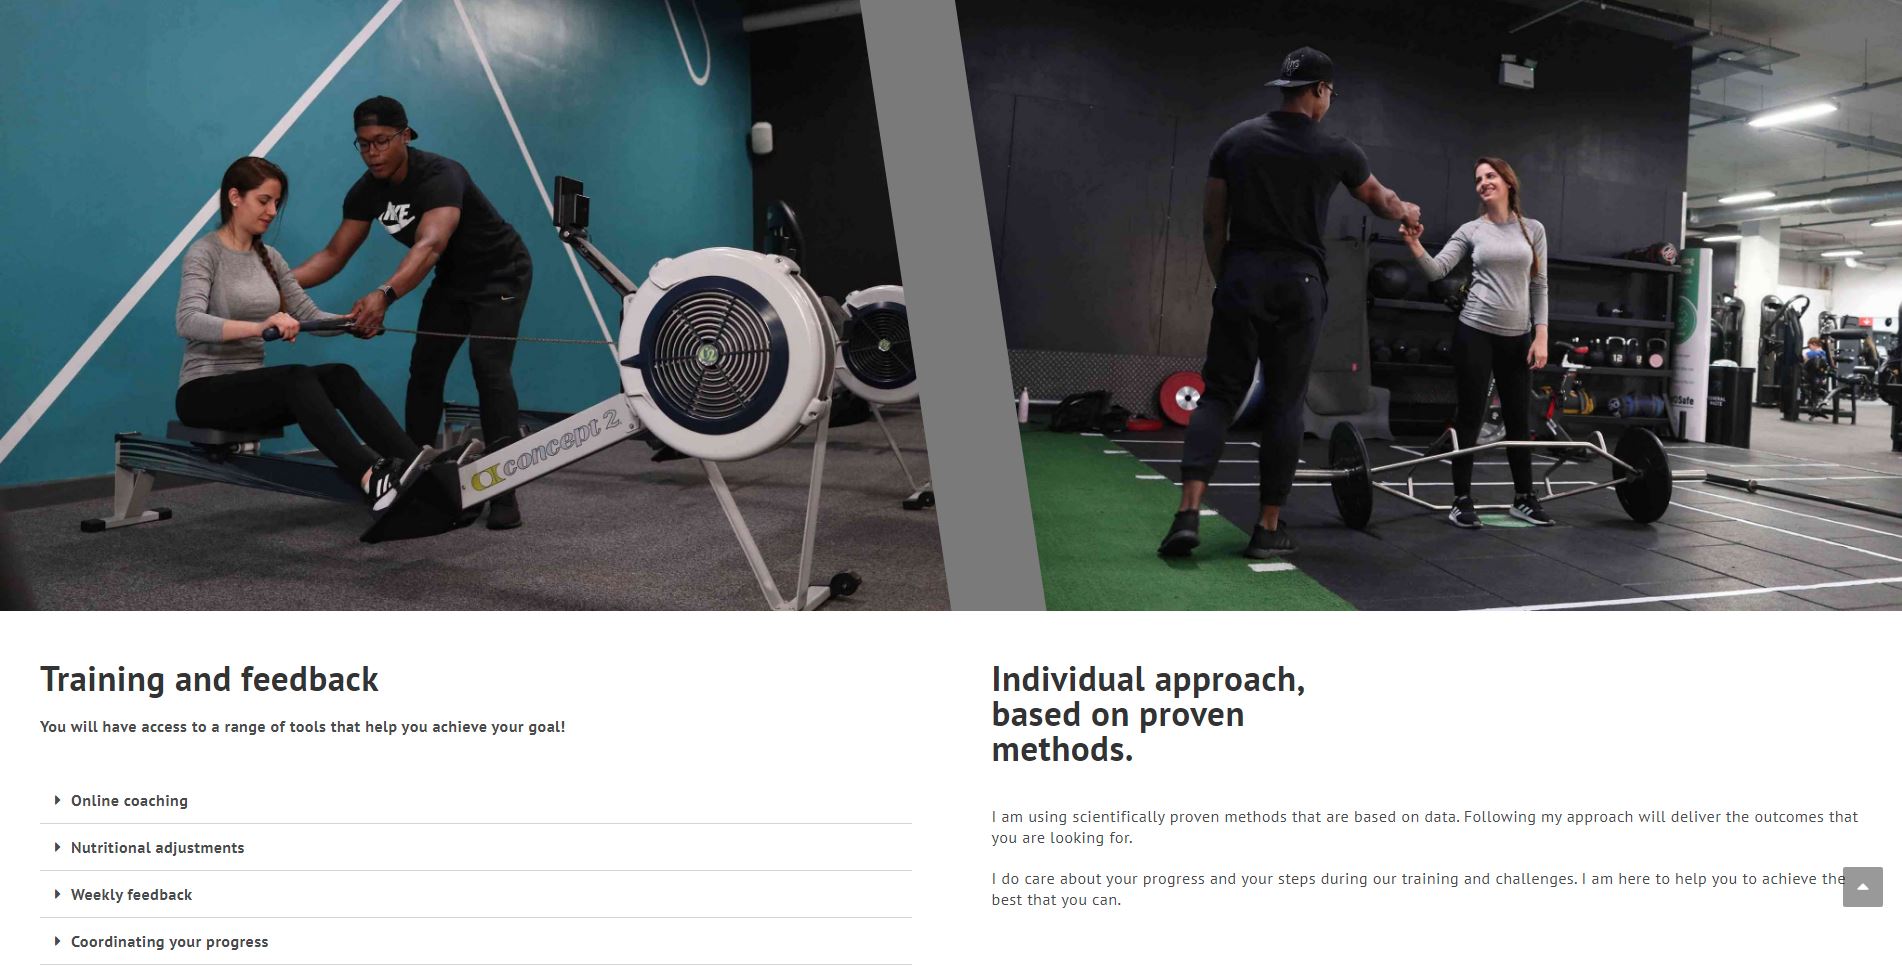 concept 2
12
Training and feedback
You will have access to a range of tools that help you achieve your goal!
Online coaching
Nutritional adjustments
Weekly feedback
Coordinating your progress
Individual approach,
based on proven
methods.
I am using scientifically proven methods that are based on data. Following my approach will deliver the outcomes that
you are looking for.
I do care about your progress and your steps during our training and challenges. I am here to help you to achieve the
best that you can.